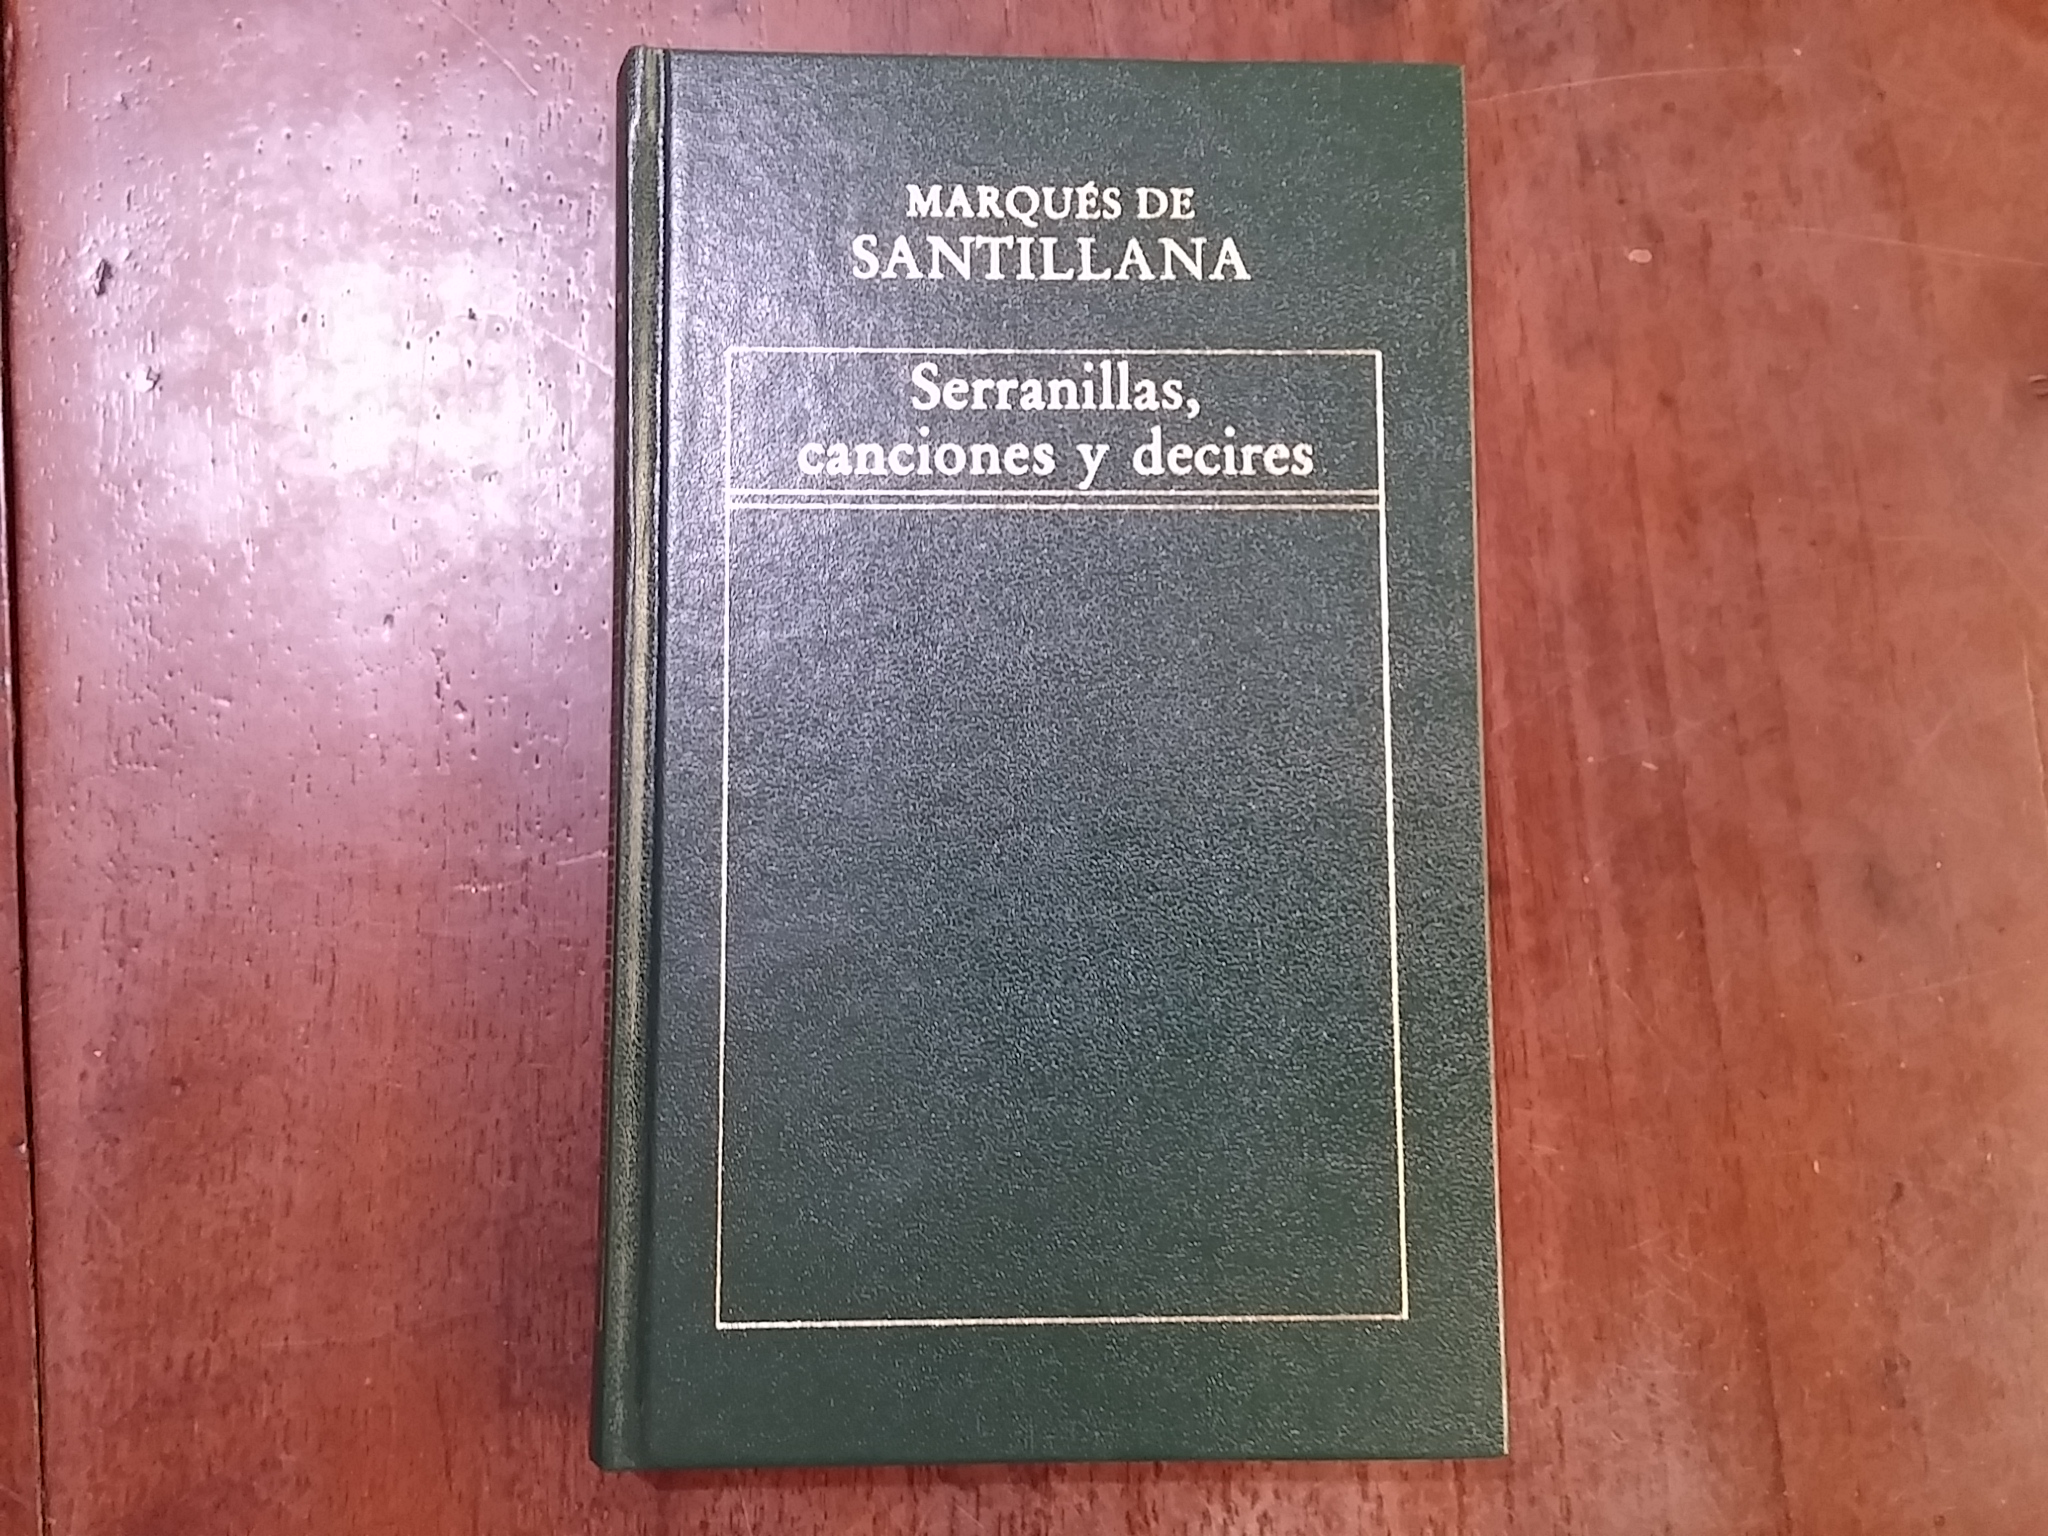 MARQUÉS DE
SANTILLANA
Serranillas,
canciones y decires